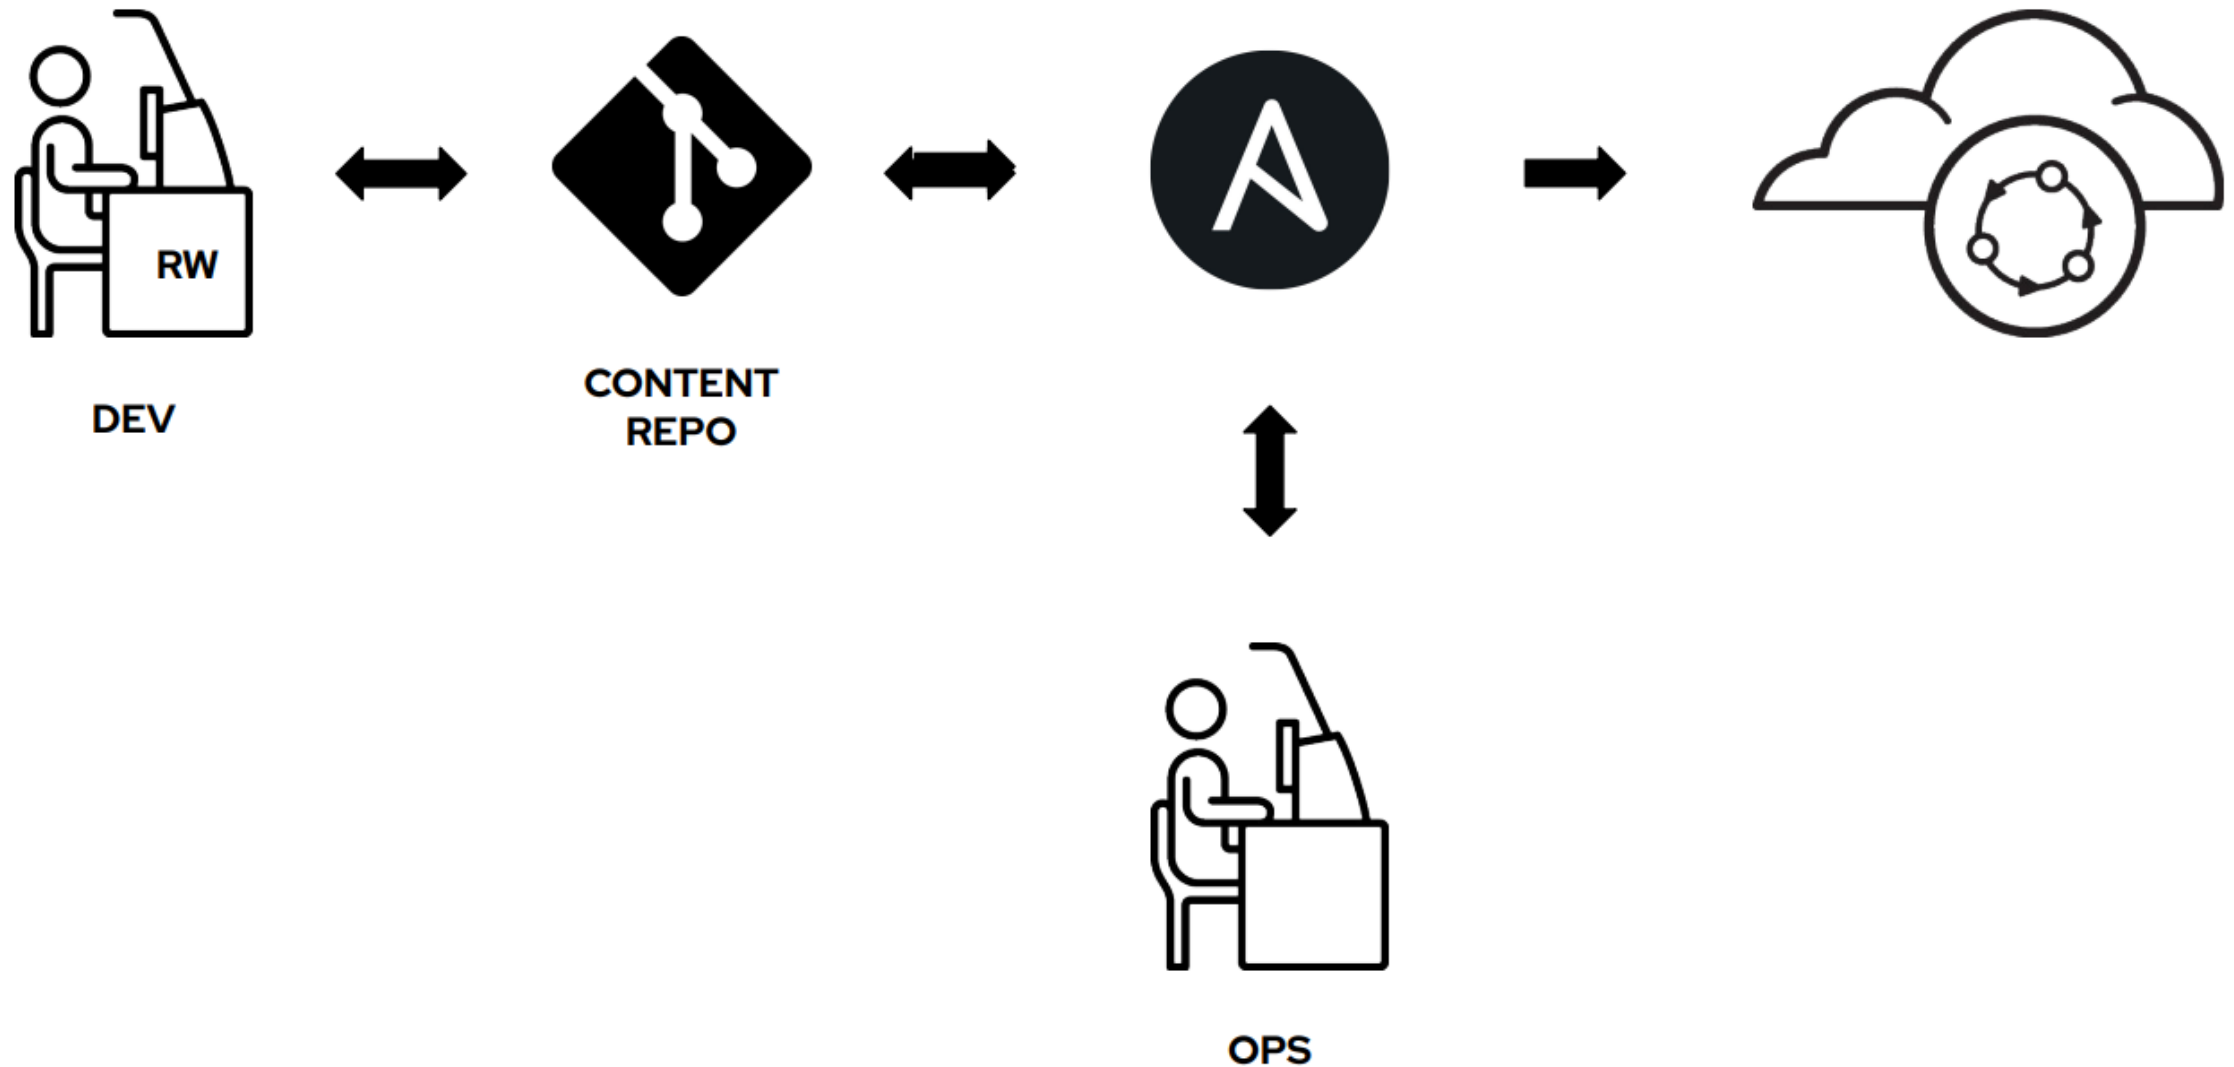 RW
DEV
CONTENT
REPO
OPS